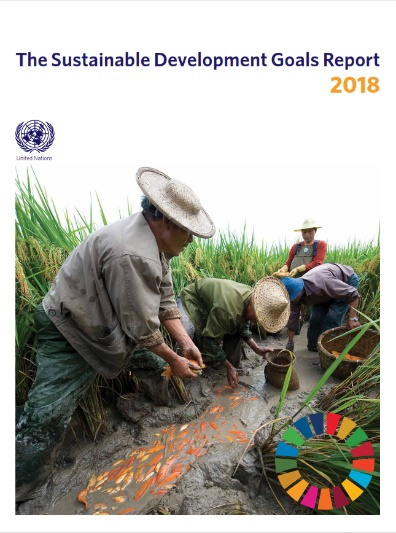 The Sustainable Development Goals Report
2018
United Nations